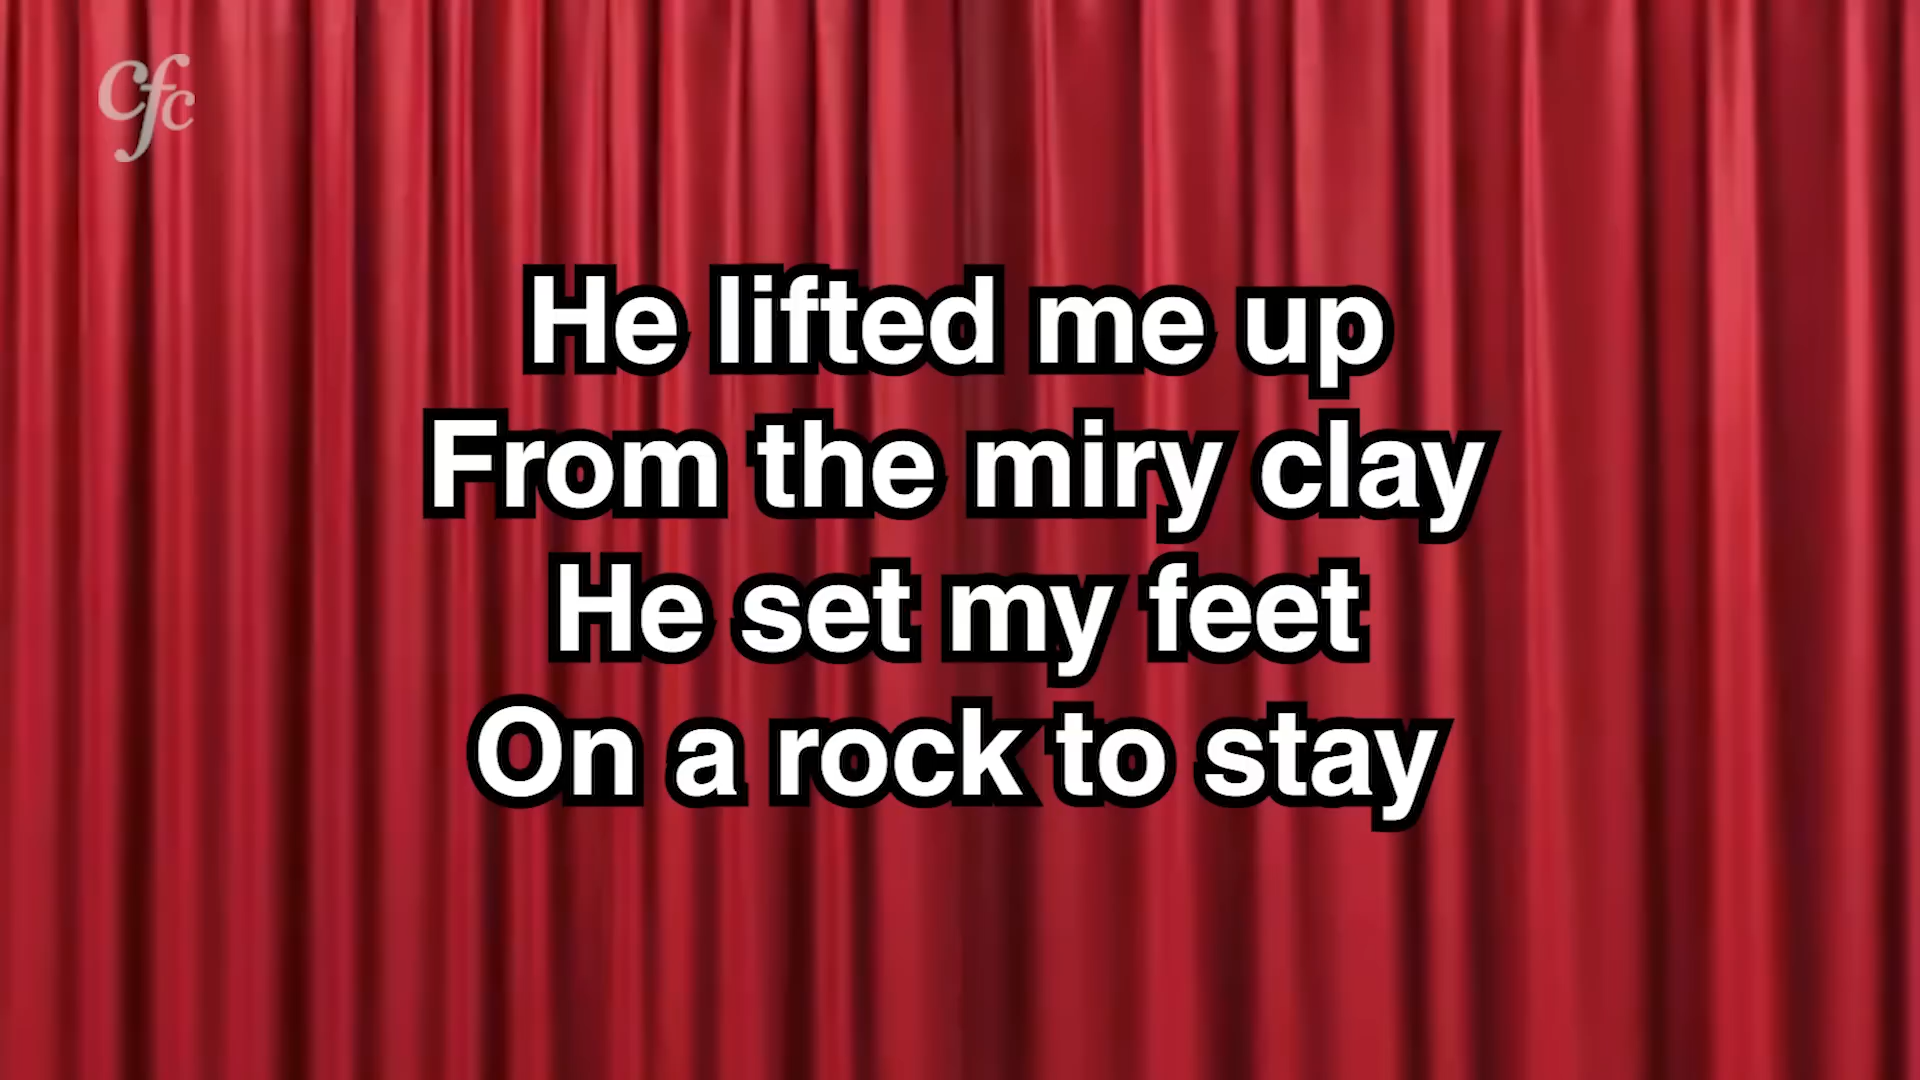 cfc
He lifted me up
From the miry clay
He set my feet
On a rock to stay